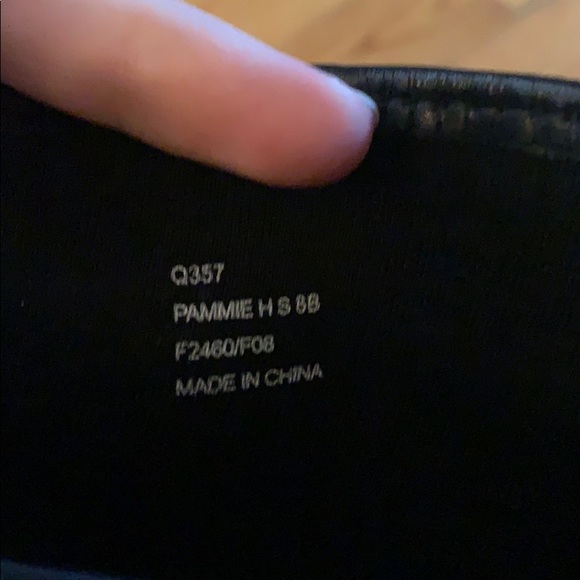 Q357
PAMMIE H S 8B
F2460/F08
MADE IN CHINA